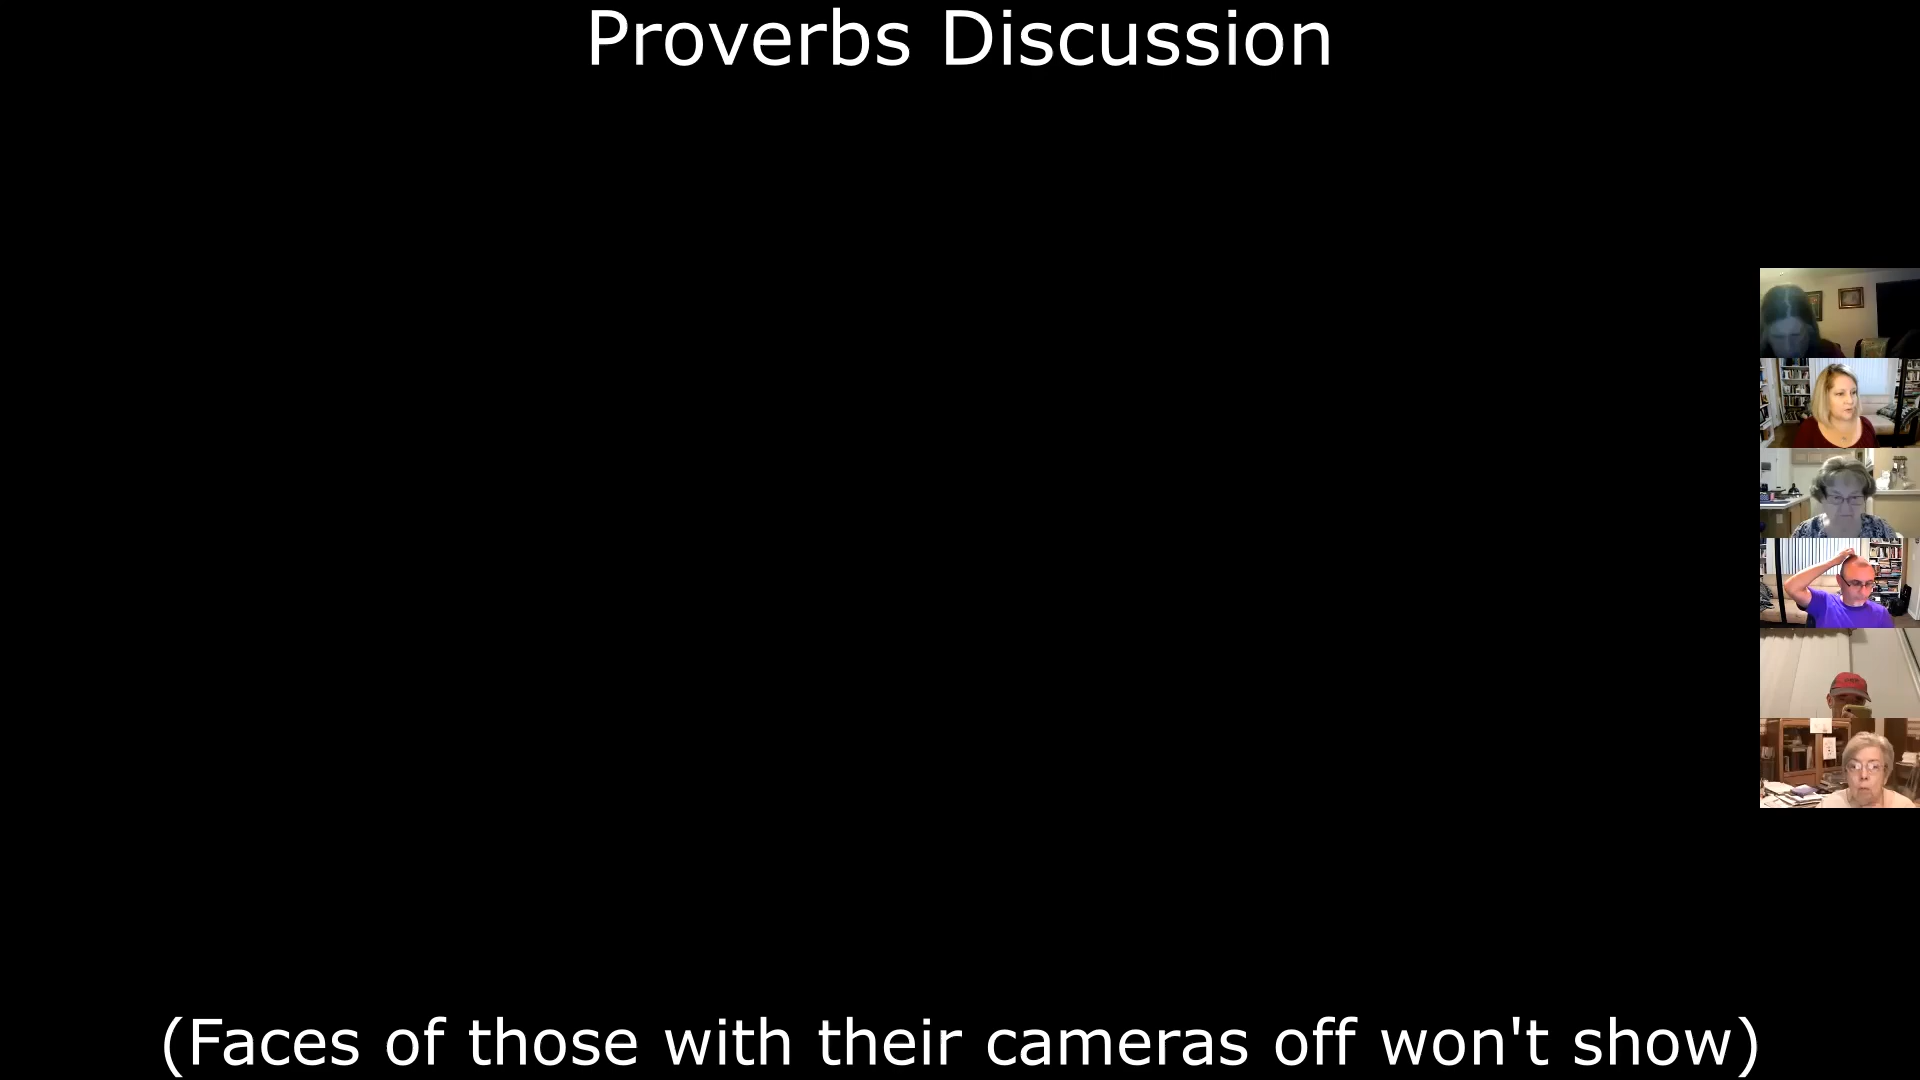 Proverbs Discussion
(Faces of those with their cameras off won't show)